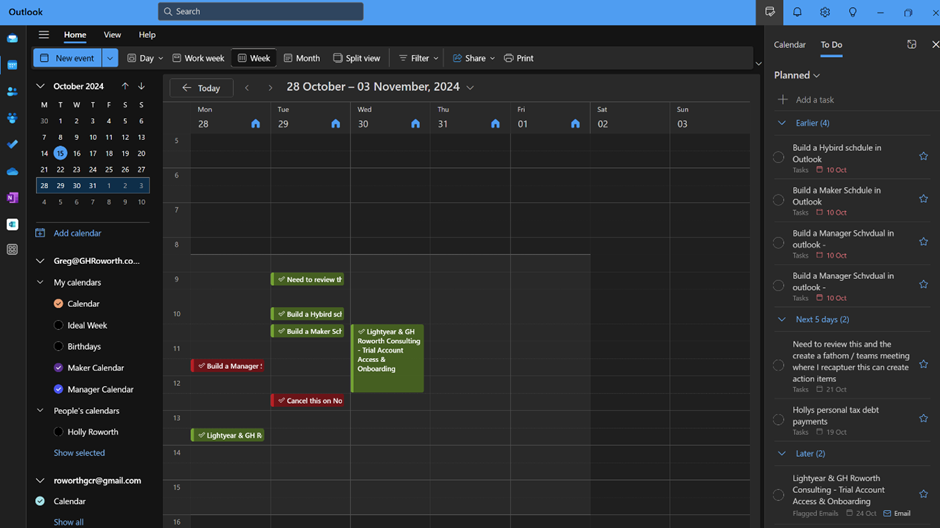 Outlook
Search
Home View Help
New event Day Work week Week Month Split view Filter Share Print
October 2024
M T W T F S S
30 1 2 3 4 5 6
7 8 9 10 11 12 13
14 15 16 17 18 19 20
21 22 23 24 25 26 27
28 29 30 31 1 2 3
4 5 6 7 8 9 10
Add calendar
Greg@GHRoworth.co...
My calendars
Calendar
Ideal Week
Birthdays
Maker Calendar
Manager Calendar
People's calendars
Holly Roworth
Show selected
roworthgcr@gmail.com
Calendar
Show all
Today 28 October – 03 November, 2024
Mon Tue Wed Thu Fri Sat Sun
28 29 30 31 01 02 03
5
6
7
8
9
10
11
12
13
14
15
16
Need to review th
Build a Hybird sch
Build a Maker Sch
Lightyear & GH
Roworth Consulting
- Trial Account
Access &
Onboarding
Build a Manager S
Cancel this on No
Lightyear & GH R
Calendar To Do
Planned
Add a task
Earlier (4)
Build a Hybird schdule in
Outlook
Tasks 10 Oct
Build a Maker Schdule in
Outlook
Tasks 10 Oct
Build a Manager Schvdual in
outlook -
Tasks 10 Oct
Build a Manager Schvdual in
outlook -
Tasks 10 Oct
Next 5 days (2)
Need to review this and the
create a fathom / teams meeting
where I recaptuer this can create
action items
Tasks 21 Oct
Hollys personal tax debt
payments
Tasks 19 Oct
Later (2)
Lightyear & GH Roworth
Consulting - Trial Account
Access & Onboarding
Flagged Emails 24 Oct Email